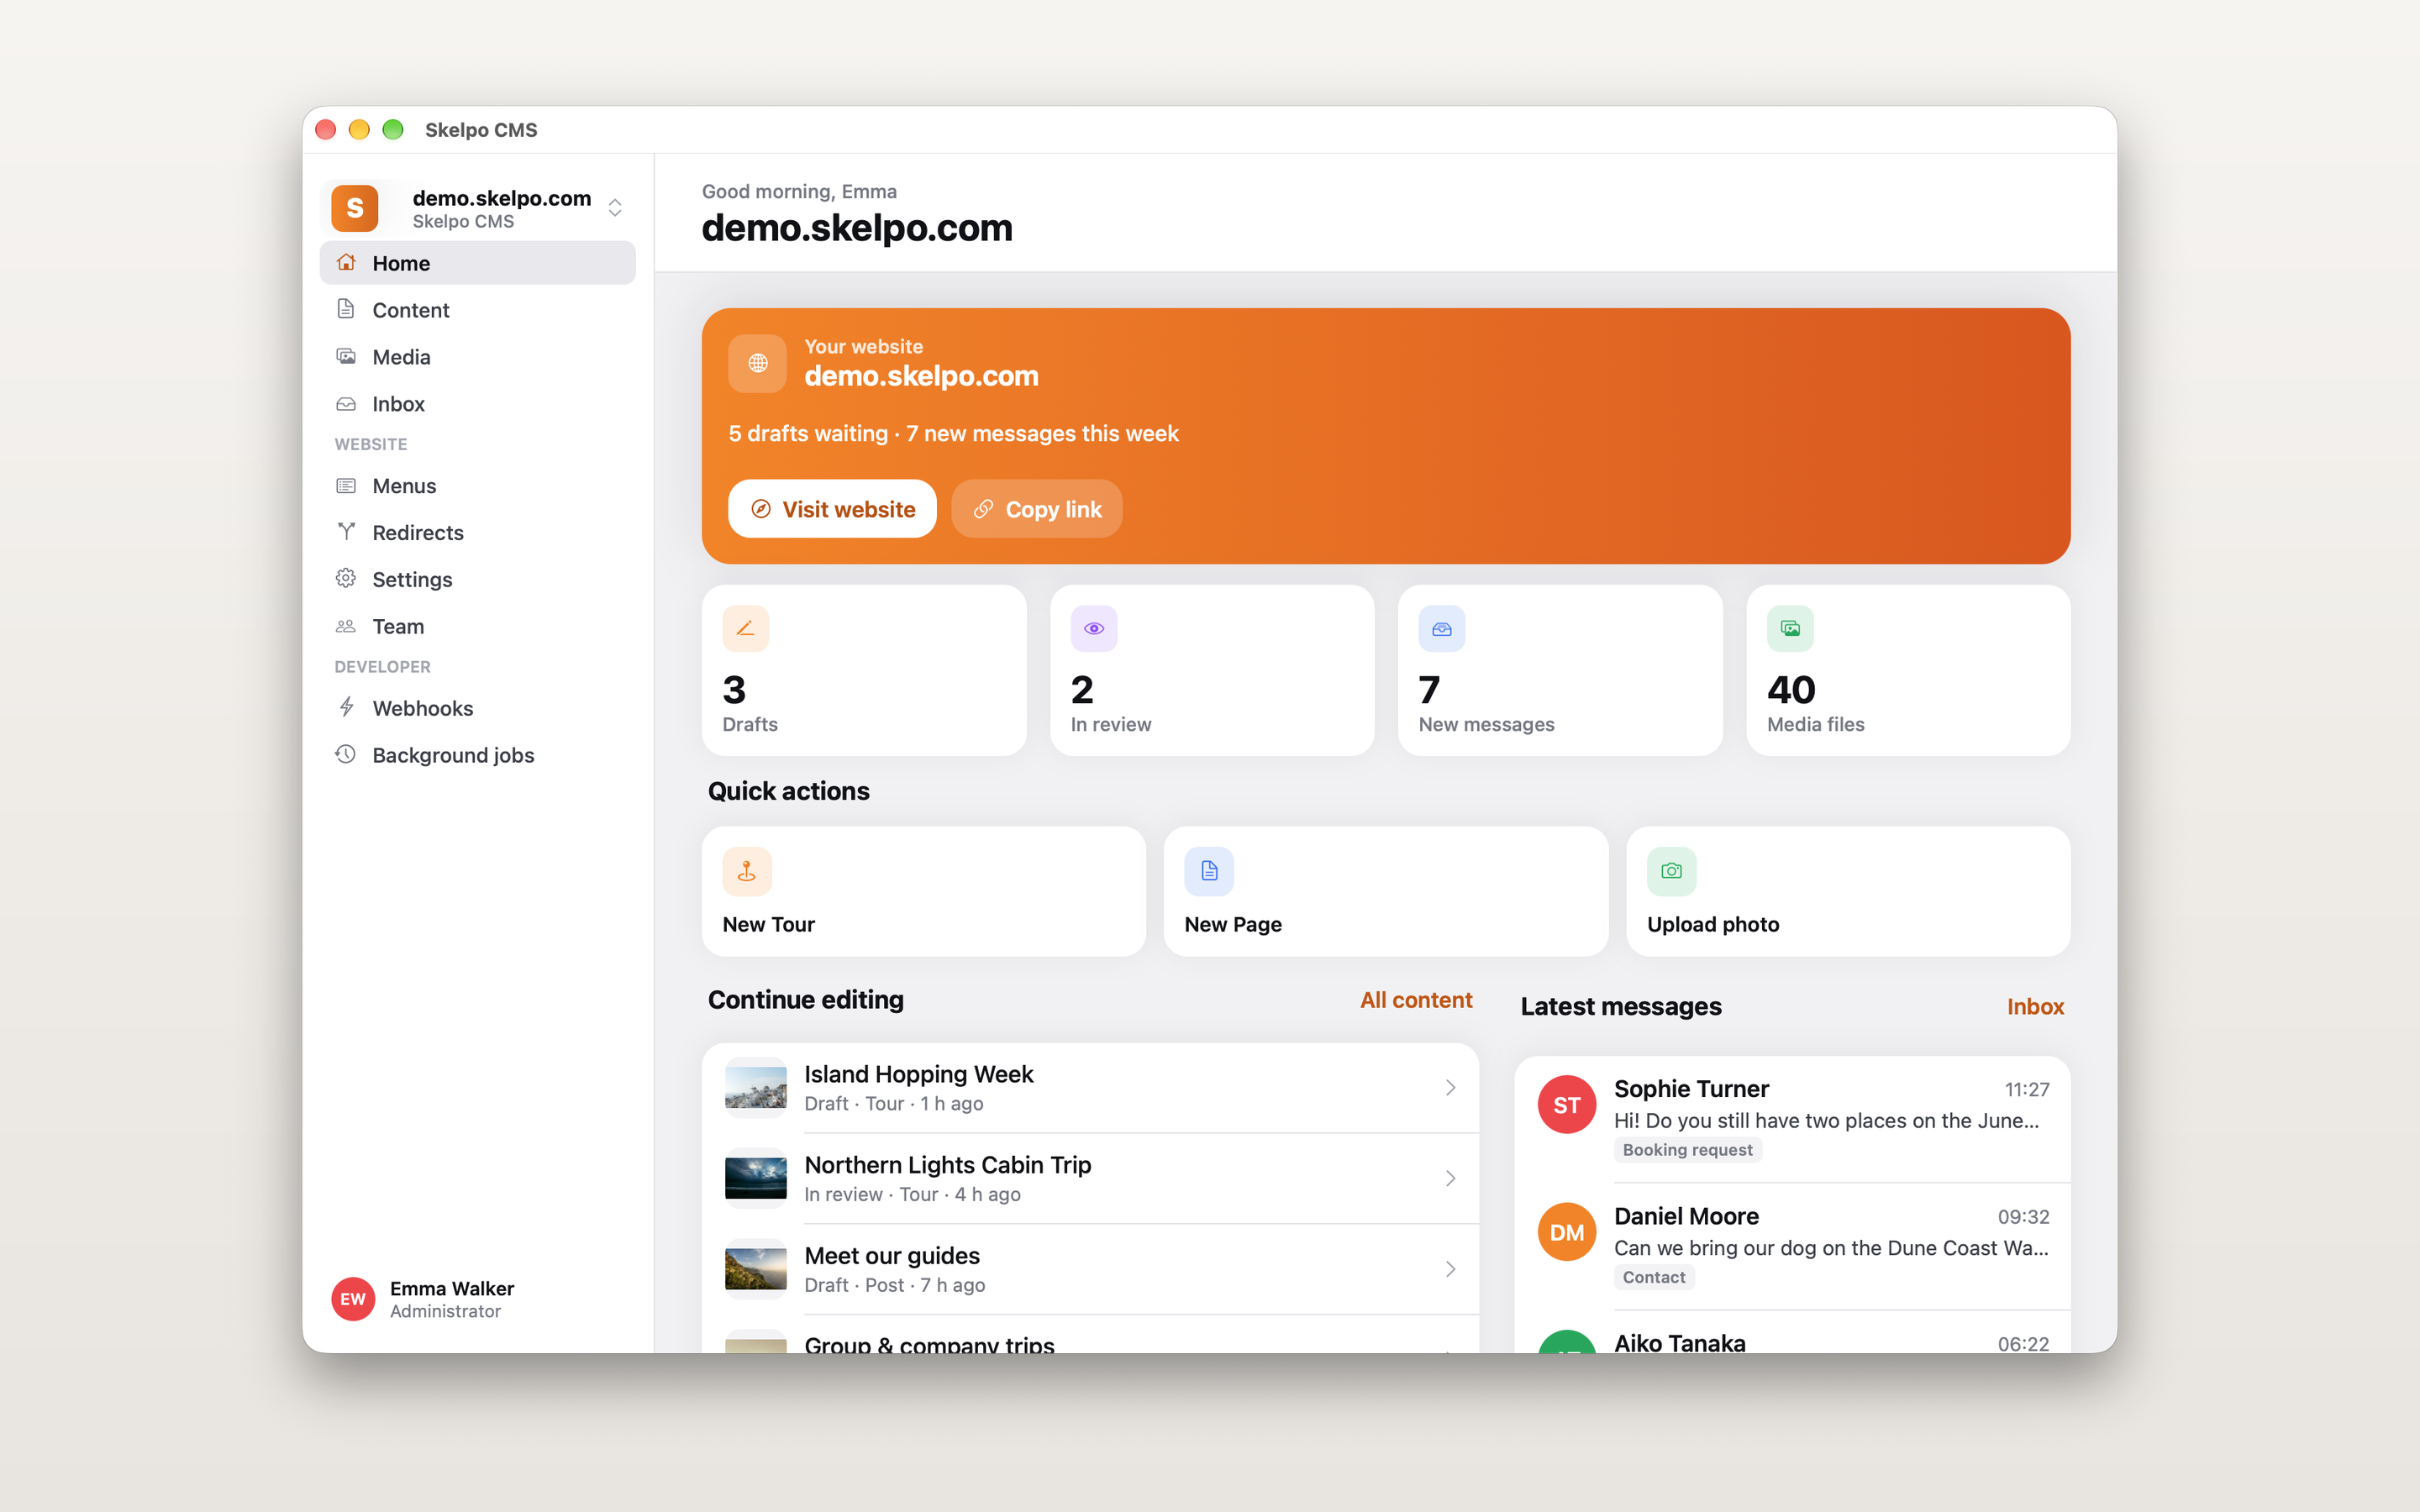 Skelpo CMS
S
demo.skelpo.com
Skelpo CMS
Home
Content
Media
Inbox
WEBSITE
Menus
Redirects
Settings
Team
DEVELOPER
Webhooks
Background jobs
EW
Emma Walker
Administrator
Good morning, Emma
demo.skelpo.com
Your website
demo.skelpo.com
5 drafts waiting · 7 new messages this week
Visit website
Copy link
3
Drafts
2
In review
7
New messages
40
Media files
Quick actions
New Tour
New Page
Upload photo
Continue editing
All content
Island Hopping Week
Draft · Tour · 1 h ago
Northern Lights Cabin Trip
In review · Tour · 4 h ago
Meet our guides
Draft · Post · 7 h ago
Group & company trips
Latest messages
Inbox
ST
Sophie Turner
11:27
Hi! Do you still have two places on the June...
Booking request
DM
Daniel Moore
09:32
Can we bring our dog on the Dune Coast Wa...
Contact
Aiko Tanaka
06:22